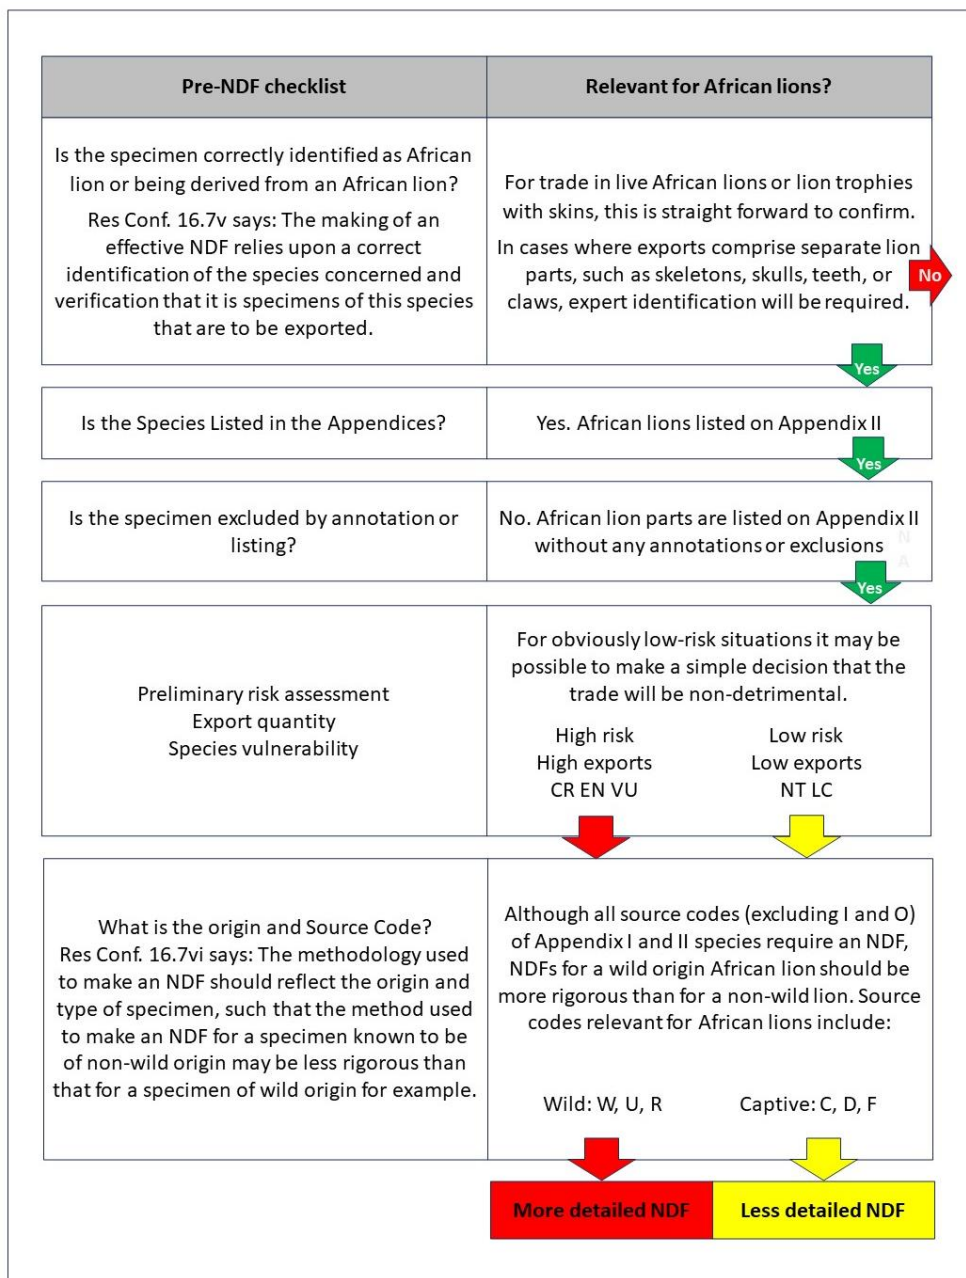 Pre-NDF checklist
Relevant for African lions?
Is the specimen correctly identified as African
lion or being derived from an African lion?
Res Conf. 16.7v says: The making of an
effective NDF relies upon a correct
identification of the species concerned and
verification that it is specimens of this species
that are to be exported.
For trade in live African lions or lion trophies
with skins, this is straight forward to confirm.
In cases where exports comprise separate lion
parts, such as skeletons, skulls, teeth, or
claws, expert identification will be required.
No
Yes
Is the Species Listed in the Appendices?
Yes. African lions listed on Appendix II
Yes
Is the specimen excluded by annotation or
listing?
No. African lion parts are listed on Appendix II
without any annotations or exclusions
N
A
Yes
Preliminary risk assessment
Export quantity
Species vulnerability
For obviously low-risk situations it may be
possible to make a simple decision that the
trade will be non-detrimental.
High risk
High exports
CR EN VU
Low risk
Low exports
NT LC
What is the origin and Source Code?
Res Conf. 16.7vi says: The methodology used
to make an NDF should reflect the origin and
type of specimen, such that the method used
to make an NDF for a specimen known to be
of non-wild origin may be less rigorous than
that for a specimen of wild origin for example.
Although all source codes (excluding I and O)
of Appendix I and II species require an NDF,
NDFs for a wild origin African lion should be
more rigorous than for a non-wild lion. Source
codes relevant for African lions include:
Wild: W, U, R
Captive: C, D, F
More detailed NDF
Less detailed NDF